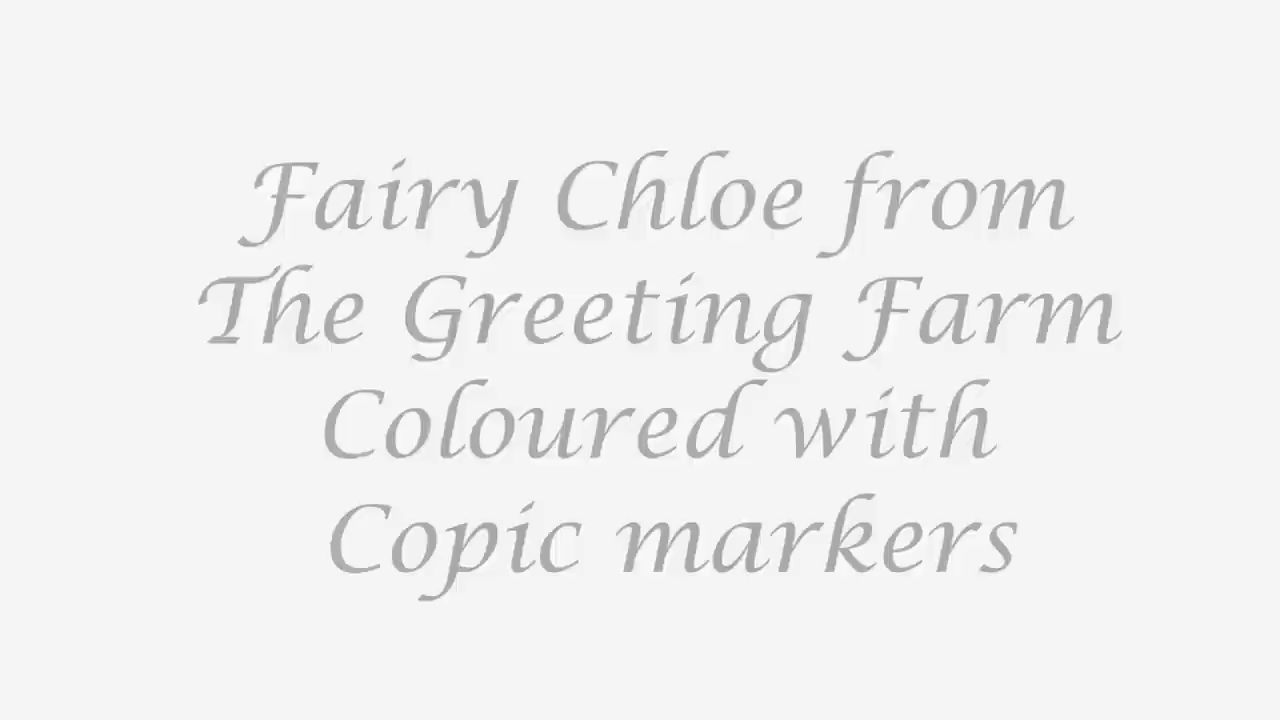 Fairy Chloe from
The Greeting Farm
Coloured with
Copic markers